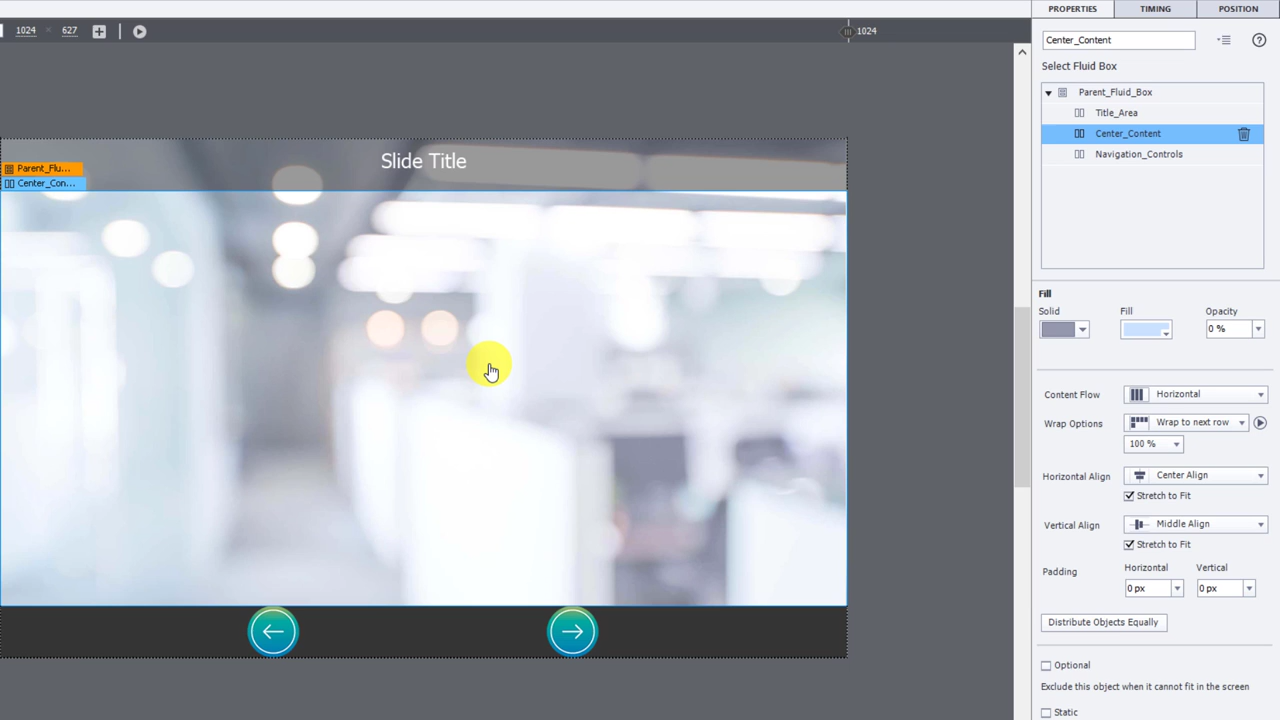 PROPERTIES TIMING POSITION
1024 × 627 1024
Center_Content
Select Fluid Box
Parent_Fluid_Box
Title_Area
Center_Content
Navigation_Controls
Slide Title
Parent_Flu...
Center_Con...
Fill
Solid Fill Opacity
0 %
Content Flow Horizontal
Wrap Options Wrap to next row
100 %
Horizontal Align Center Align
Stretch to Fit
Vertical Align Middle Align
Stretch to Fit
Padding Horizontal Vertical
0 px 0 px
Distribute Objects Equally
Optional
Exclude this object when it cannot fit in the screen
Static